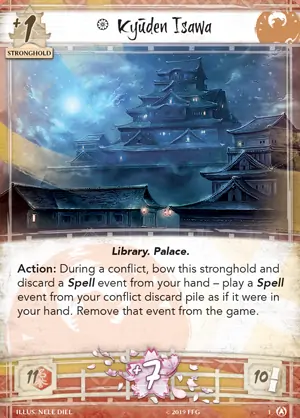 +1
Kyūden Isawa
STRONGHOLD
Library. Palace.
Action: During a conflict, bow this stronghold and
discard a Spell event from your hand – play a Spell
event from your conflict discard pile as if it were in
your hand. Remove that event from the game.
11
+7
10
ILLUS. NELE DIEL
© 2019 FFG
1